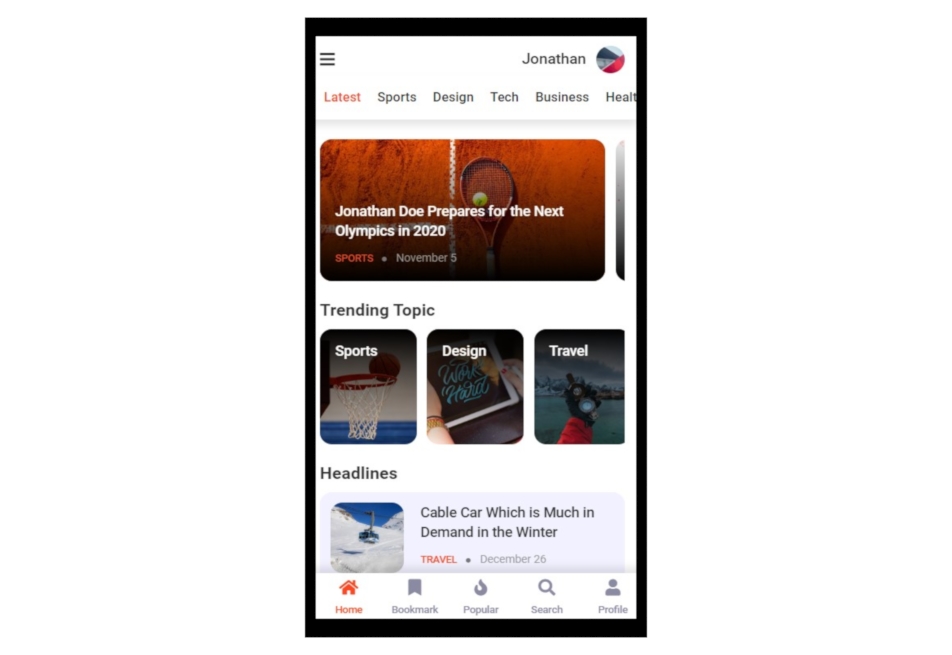 Jonathan
Latest Sports Design Tech Business Healt
Jonathan Doe Prepares for the Next
Olympics in 2020
SPORTS ● November 5
Trending Topic
Sports Design Travel
Work
Hard
Headlines
Cable Car Which is Much in
Demand in the Winter
TRAVEL ● December 26
Home Bookmark Popular Search Profile